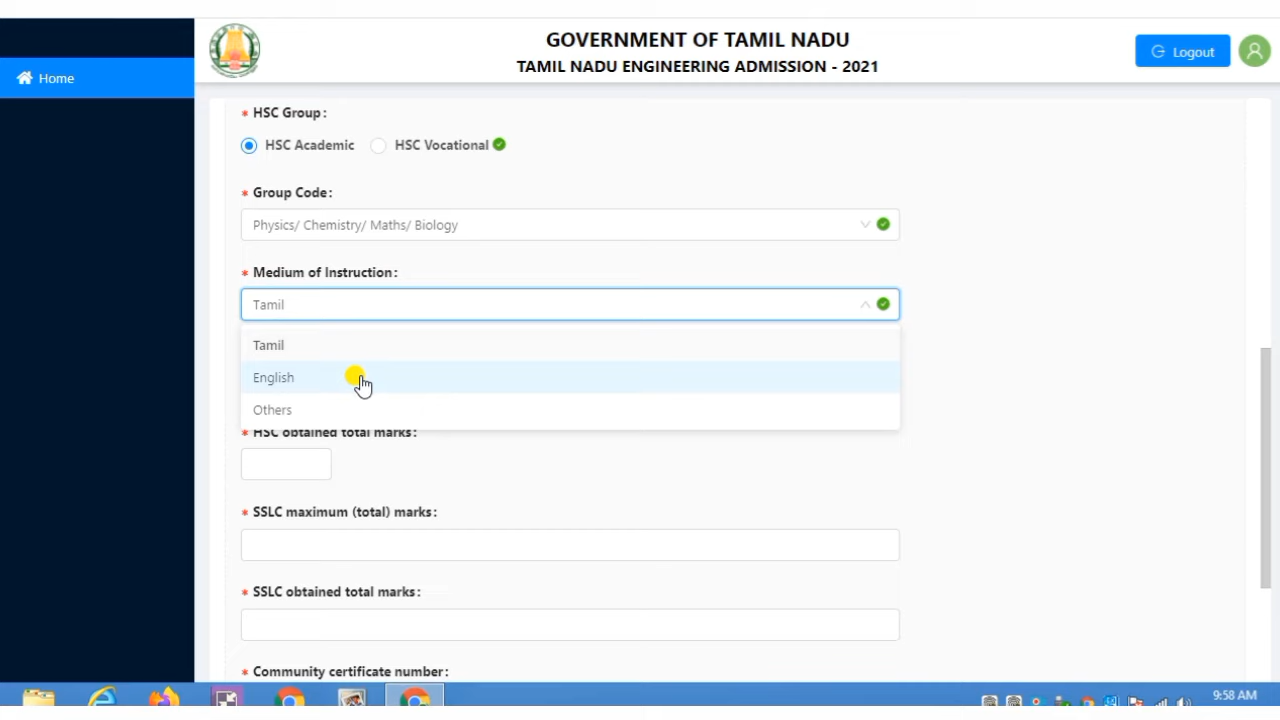 GOVERNMENT OF TAMIL NADU
TAMIL NADU ENGINEERING ADMISSION - 2021
Logout
Home
* HSC Group:
HSC Academic HSC Vocational
* Group Code:
Physics/ Chemistry/ Maths/ Biology
* Medium of Instruction:
Tamil
Tamil
English
Others
* HSC obtained total marks:
* SSLC maximum (total) marks:
* SSLC obtained total marks:
* Community certificate number:
9:58 AM